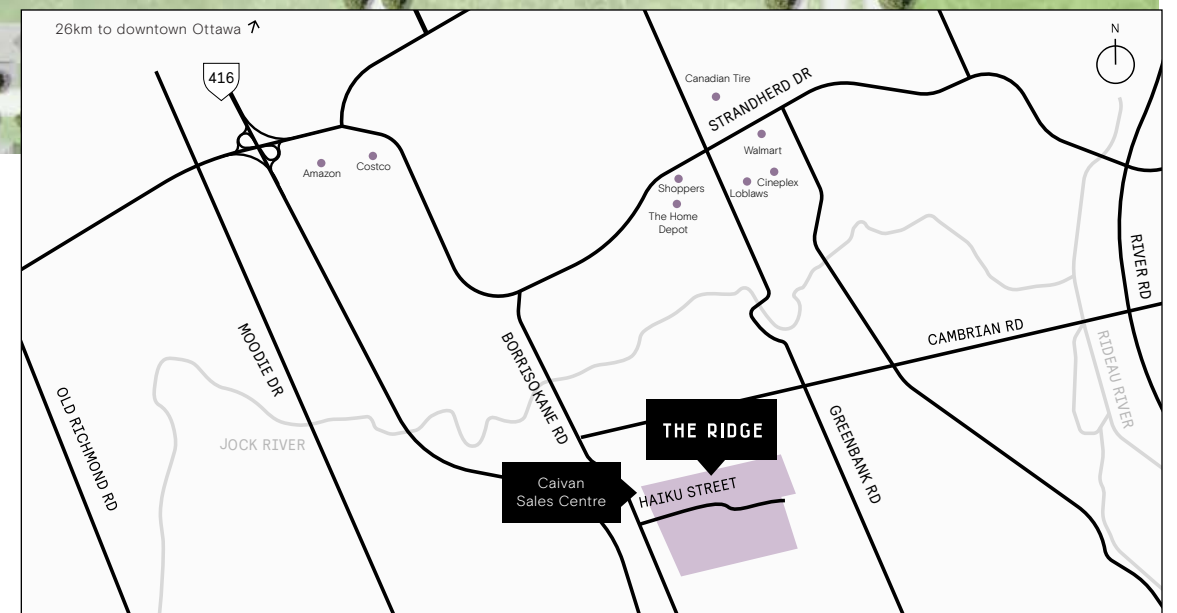 26km to downtown Ottawa ↗
N
416
Canadian Tire
STRANDHERD DR
Walmart
Amazon
Costco
Shoppers
Cineplex
Loblaws
The Home
Depot
RIVER RD
MOODIE DR
BORRISOKANE RD
CAMBRIAN RD
RIDEAU RIVER
OLD RICHMOND RD
JOCK RIVER
THE RIDGE
GREENBANK RD
Caivan
Sales Centre
HAIKU STREET